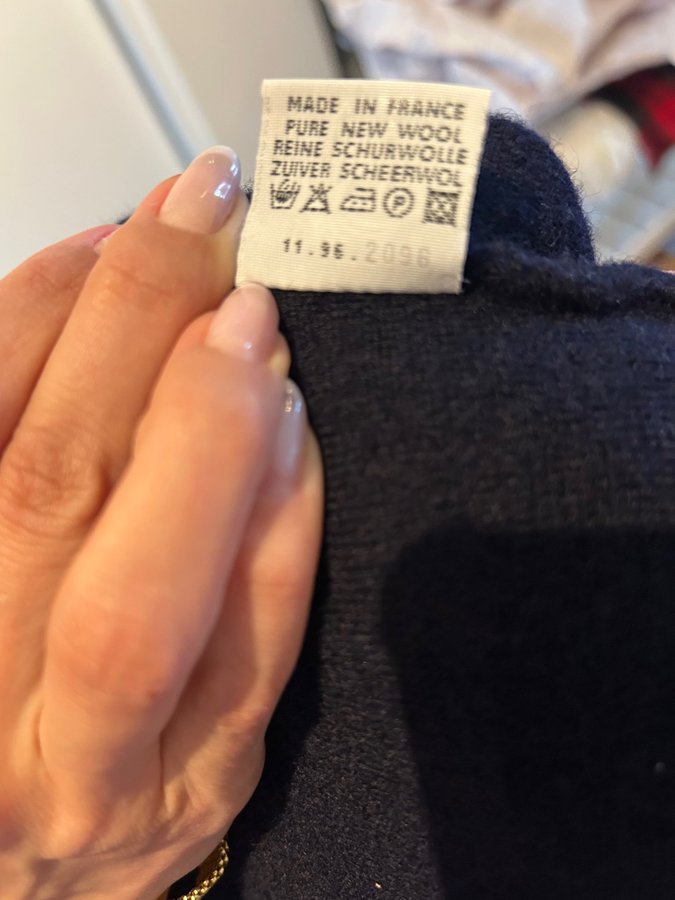 MADE IN FRANCE
PURE NEW WOOL
REINE SCHURWOLLE
ZUIVER SCHEERWOL
P
11.96.2096